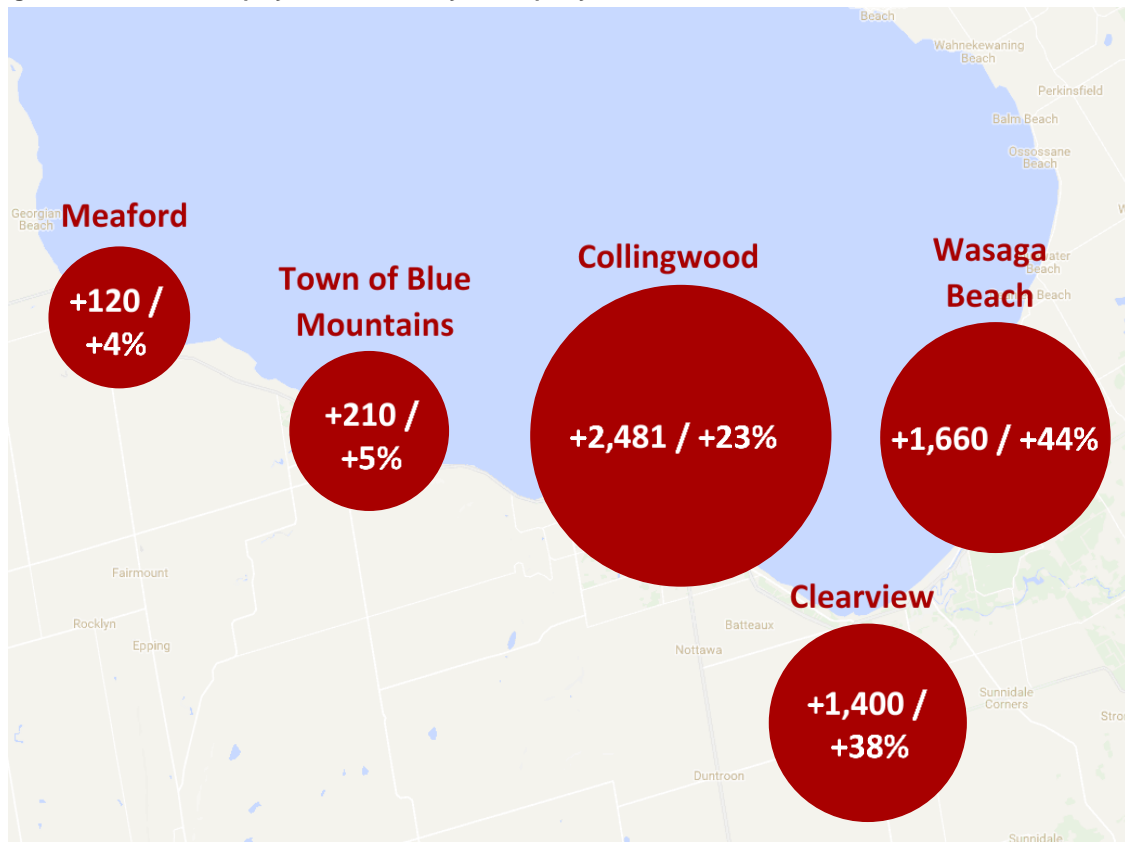 Beach
Wahnekewaning
Beach
Perkinsfield
Balm Beach
Ossossane
Beach
Georgian
Beach
Meaford
+120 /
+4%
Town of Blue
Mountains
+210 /
+5%
Collingwood
+2,481 / +23%
Wasaga
Beach
Beach
Beach
+1,660 / +44%
Clearview
+1,400 /
+38%
Fairmount
Rocklyn
Epping
Batteaux
Nottawa
Sunnidale
Corners
Duntroon
Sunnidale